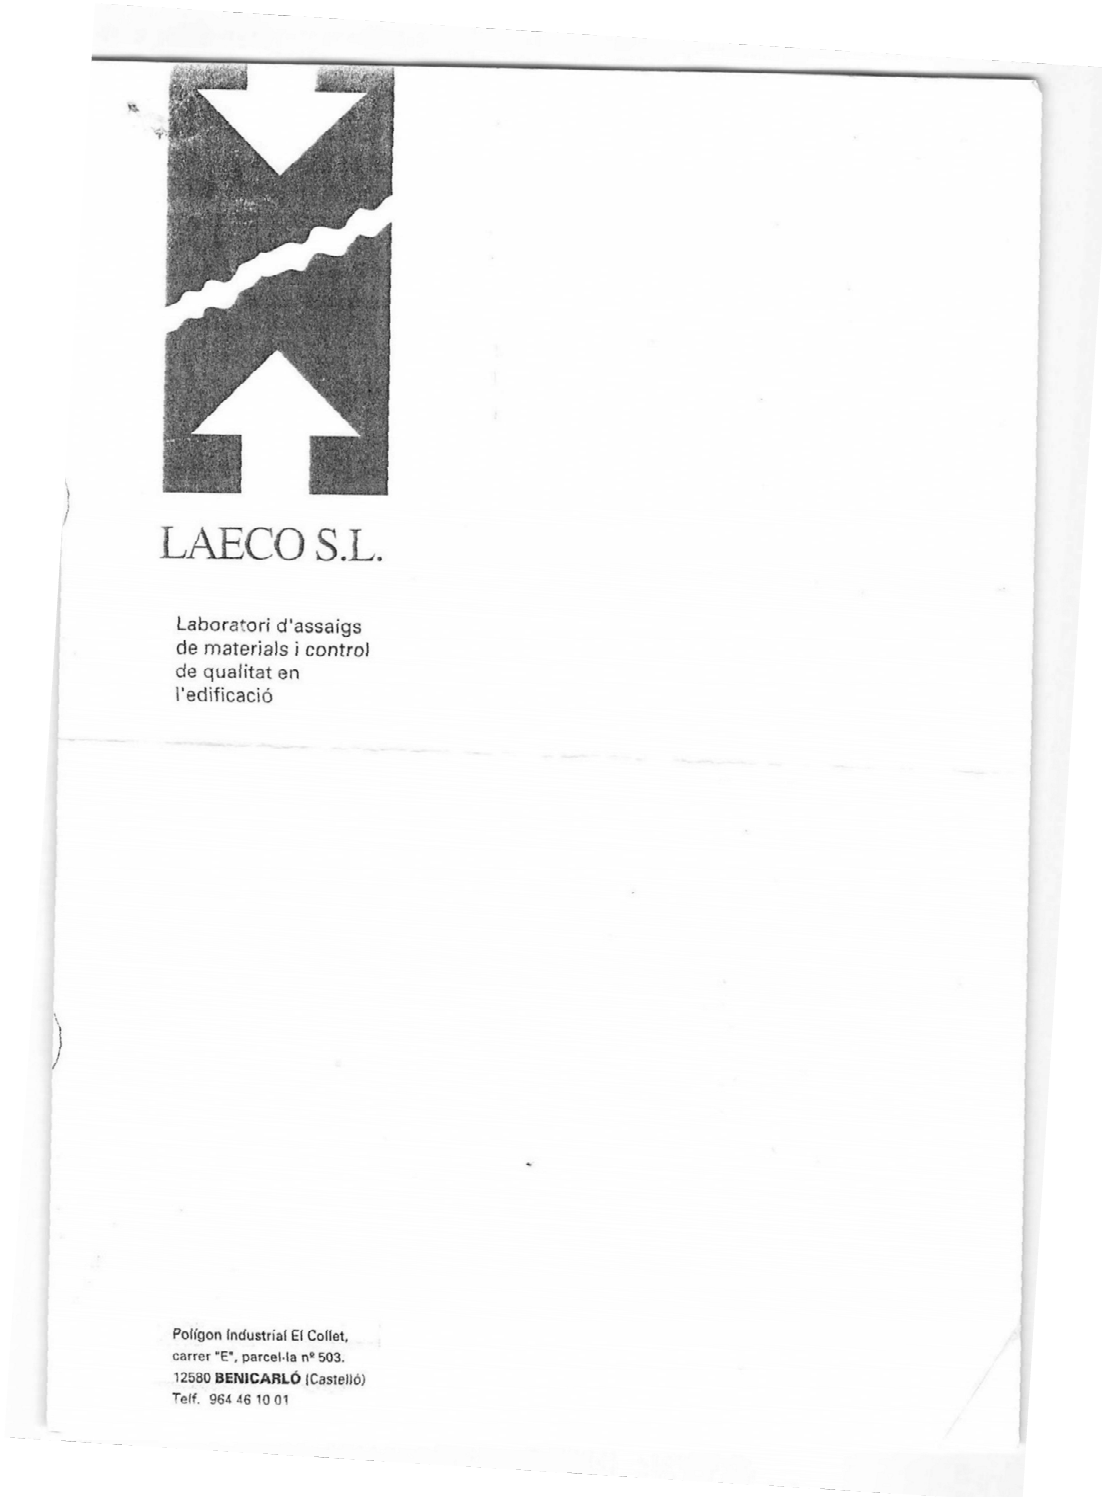 LAECO S.L.
Laboratori d'assaigs
de materials i control
de qualitat en
l'edificació
Polígon Industrial El Collet,
carrer "E", parcel·la nº 503.
12580 BENICARLÓ (Castelló)
Telf. 964 46 10 01